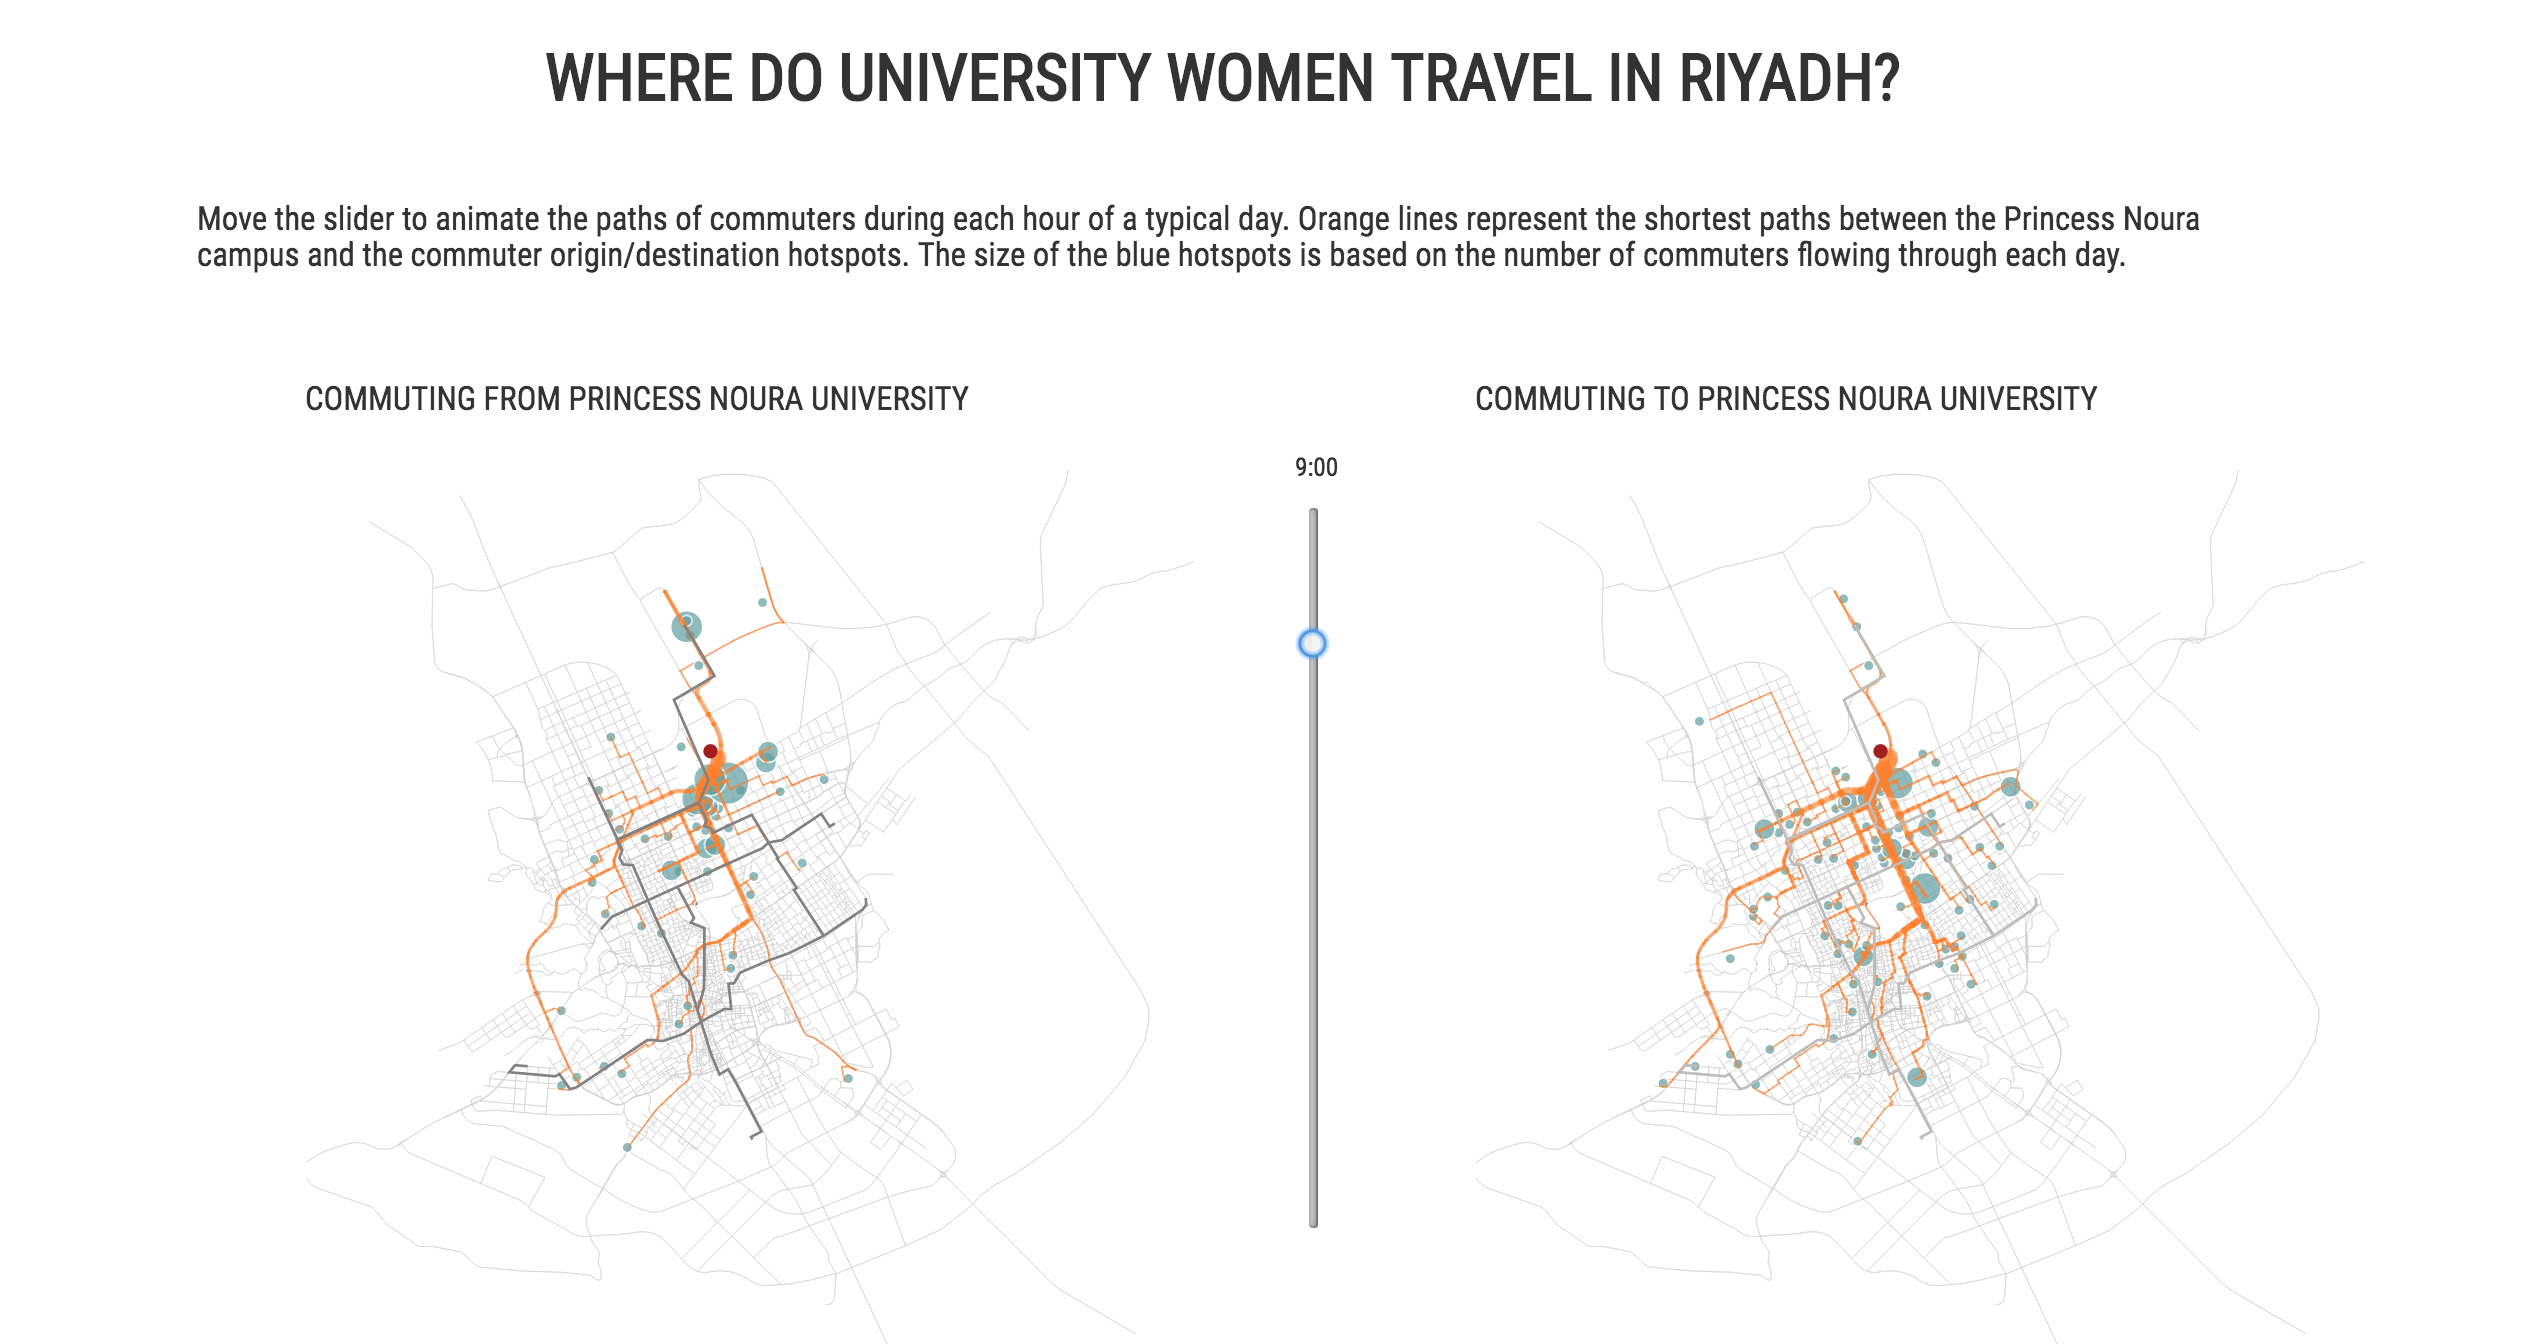 WHERE DO UNIVERSITY WOMEN TRAVEL IN RIYADH?
Move the slider to animate the paths of commuters during each hour of a typical day. Orange lines represent the shortest paths between the Princess Noura
campus and the commuter origin/destination hotspots. The size of the blue hotspots is based on the number of commuters flowing through each day.
COMMUTING FROM PRINCESS NOURA UNIVERSITY
COMMUTING TO PRINCESS NOURA UNIVERSITY
9:00